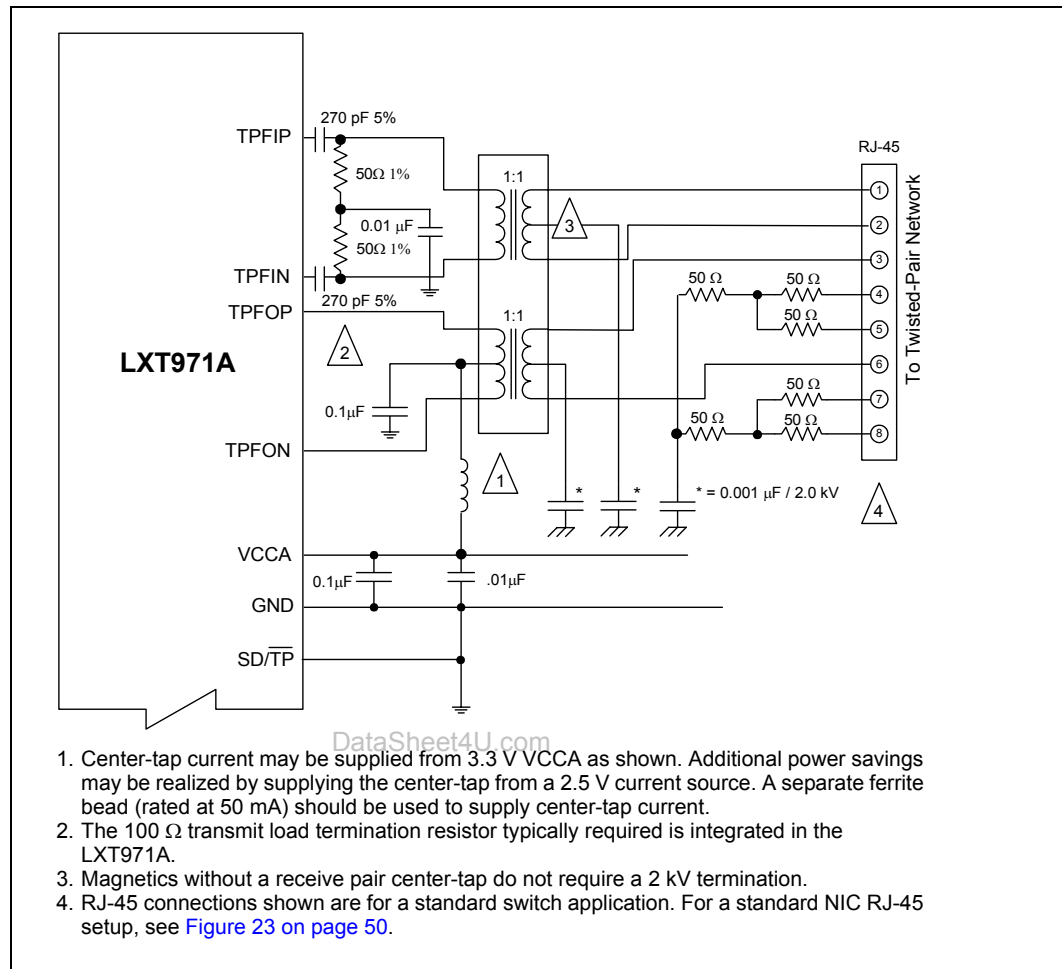 270 pF 5%
TPFIP
RJ-45
50Ω 1%
1:1
1
3
2
0.01 µF
50Ω 1%
3
To Twisted-Pair Network
TPFIN
50 Ω
50 Ω
4
270 pF 5%
TPFOP
50 Ω
5
1:1
2
LXT971A
6
50 Ω
7
0.1µF
50 Ω
50 Ω
8
TPFON
1
*
*
* = 0.001 µF / 2.0 kV
4
VCCA
0.1µF
.01µF
GND
SD/T̅P̅
DataSheet4U.com
1. Center-tap current may be supplied from 3.3 V VCCA as shown. Additional power savings
may be realized by supplying the center-tap from a 2.5 V current source. A separate ferrite
bead (rated at 50 mA) should be used to supply center-tap current.
2. The 100 Ω transmit load termination resistor typically required is integrated in the
LXT971A.
3. Magnetics without a receive pair center-tap do not require a 2 kV termination.
4. RJ-45 connections shown are for a standard switch application. For a standard NIC RJ-45
setup, see Figure 23 on page 50.